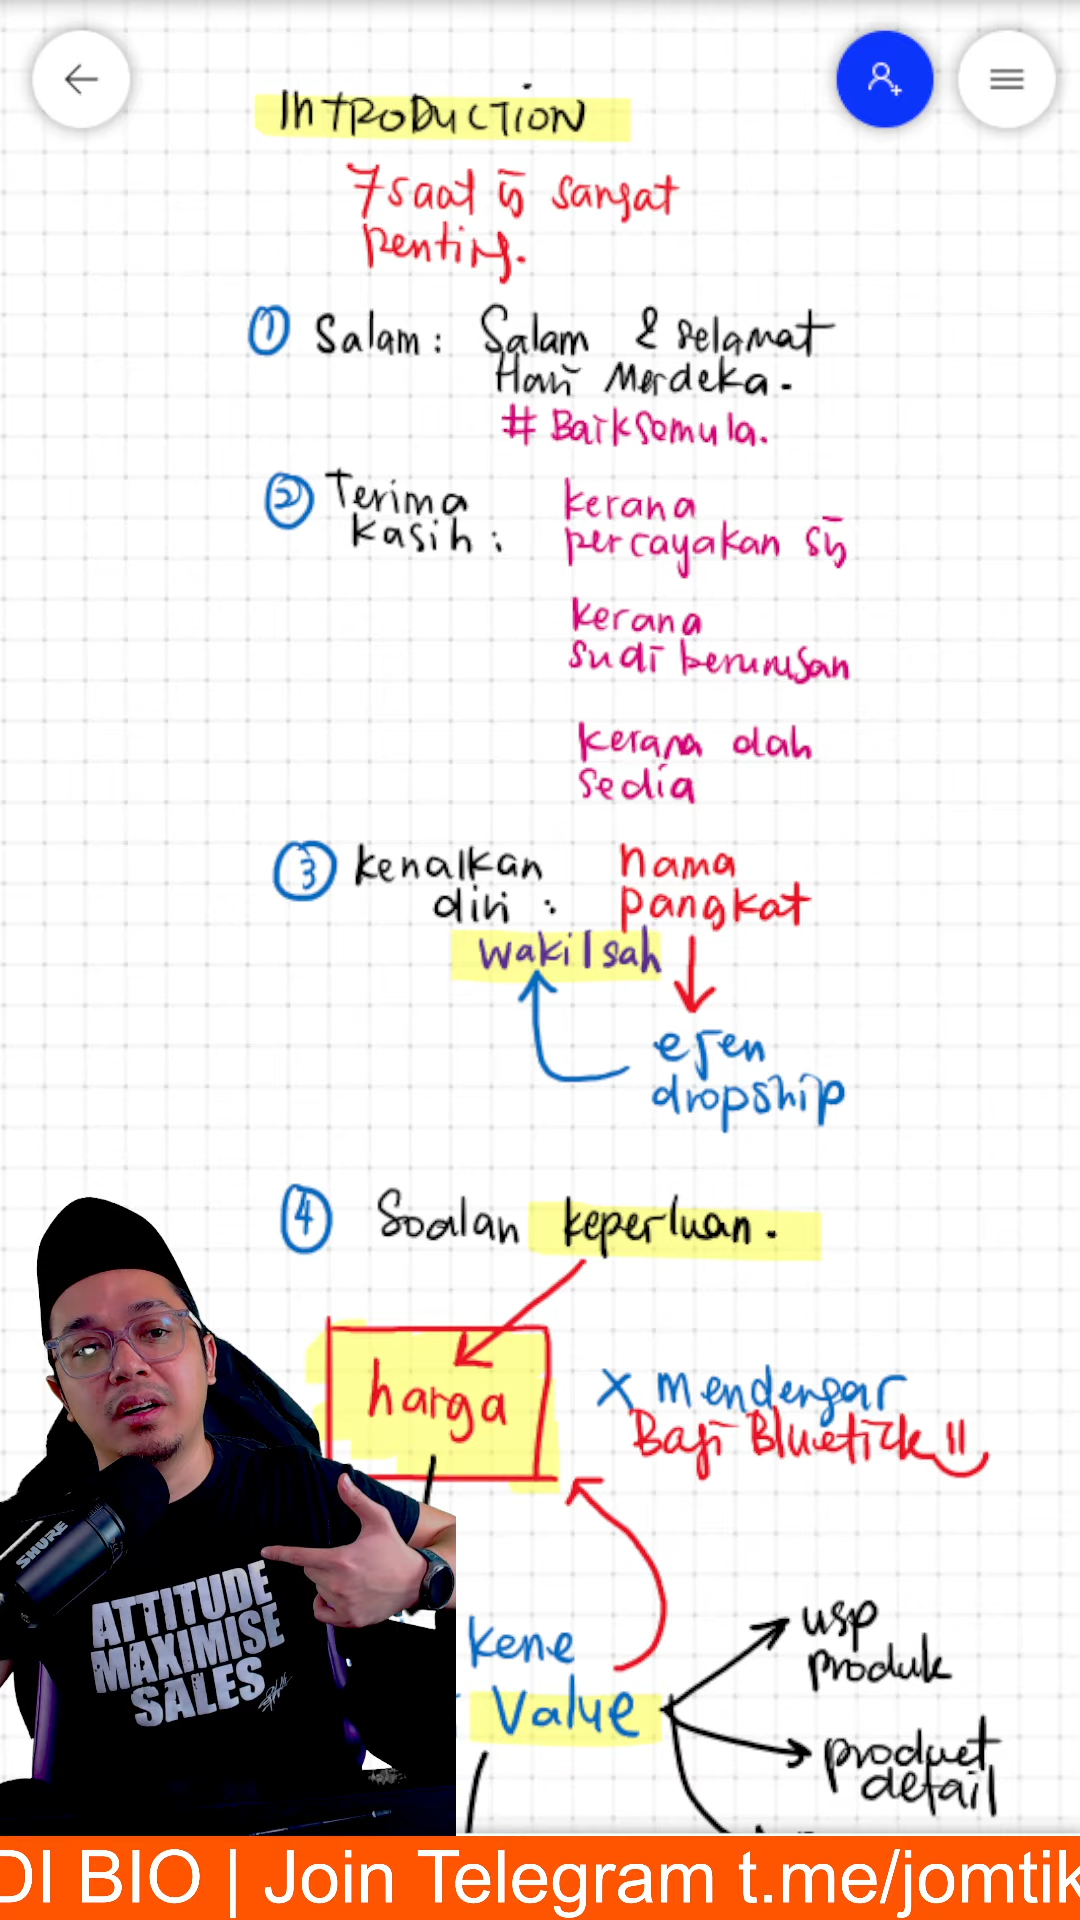 INTRODUCTION
7 saat yg sangat
penting.
① Salam: Salam & selamat
Hari Merdeka.
# BaikSemula.
② Terima kerana
kasih: percayakan sy
kerana
sudi berurusan
kerana dah
sedia
③ kenalkan nama
diri: pangkat
wakil sah
ejen
dropship
④ Soalan keperluan.
harga
X mendengar
Bagi Bluetick
SHURE
ATTITUDE
MAXIMISE
SALES
kene
Value
usp
produk
product
detail
DI BIO | Join Telegram t.me/jomtik